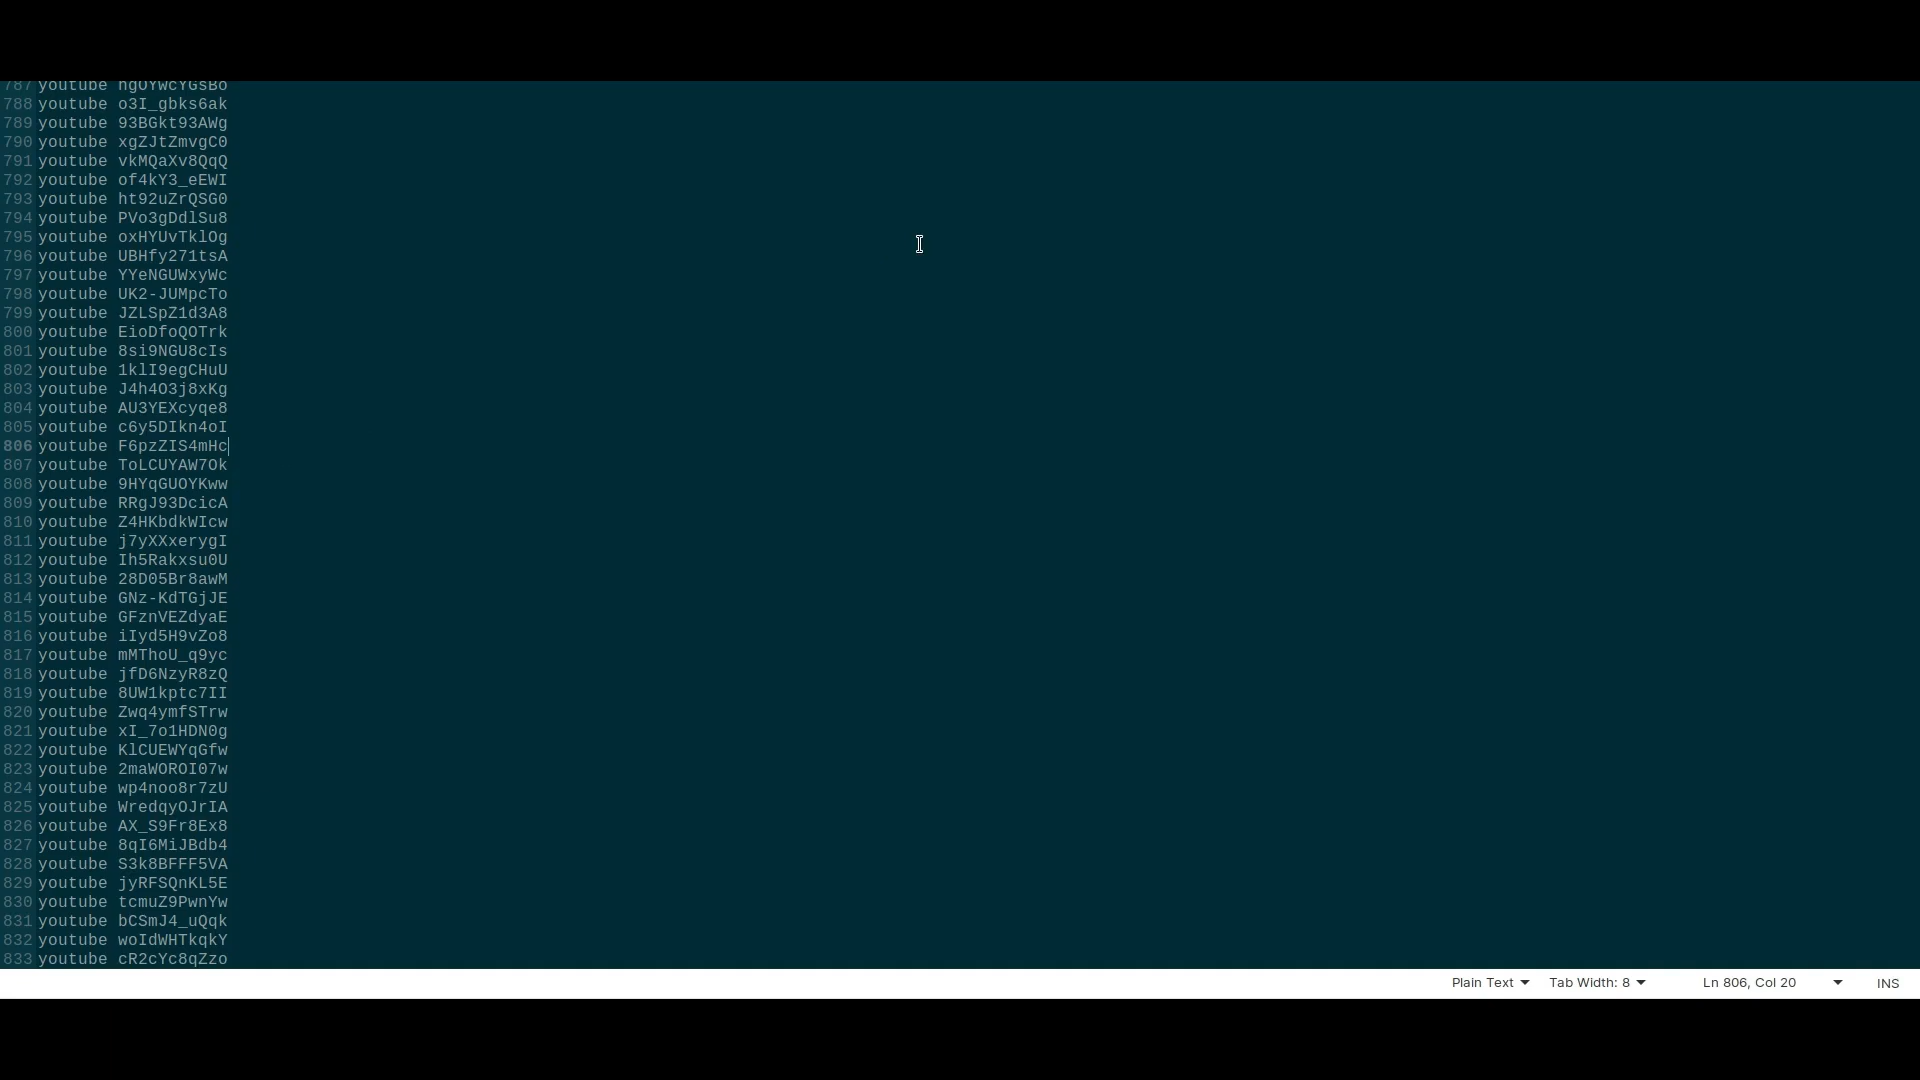 787 youtube ngOYwcYGsBo
788 youtube o3I_gbks6ak
789 youtube 93BGkt93AWg
790 youtube xgZJtZmvgC0
791 youtube vkMQaXv8QqQ
792 youtube of4kY3_eEWI
793 youtube ht92uZrQSG0
794 youtube PVo3gDdlSu8
795 youtube oxHYUvTklOg
796 youtube UBHfy271tsA
797 youtube YYeNGUWxyWc
798 youtube UK2-JUMpcTo
799 youtube JZLSpZ1d3A8
800 youtube EioDfoQOTrk
801 youtube 8si9NGU8cIs
802 youtube 1klI9egCHuU
803 youtube J4h4O3j8xKg
804 youtube AU3YEXcyqe8
805 youtube c6y5DIkn4oI
806 youtube F6pzZIS4mHc
807 youtube ToLCUYAW7Ok
808 youtube 9HYqGUOYKww
809 youtube RRgJ93DcicA
810 youtube Z4HKbdkWIcw
811 youtube j7yXXxerygI
812 youtube Ih5Rakxsu0U
813 youtube 28D05Br8awM
814 youtube GNz-KdTGjJE
815 youtube GFznVEZdyaE
816 youtube iIyd5H9vZo8
817 youtube mMThoU_q9yc
818 youtube jfD6NzyR8zQ
819 youtube 8UW1kptc7II
820 youtube Zwq4ymfSTrw
821 youtube xI_7o1HDN0g
822 youtube KlCUEWYqGfw
823 youtube 2maWOROI07w
824 youtube wp4noo8r7zU
825 youtube WredqyOJrIA
826 youtube AX_S9Fr8Ex8
827 youtube 8qI6MiJBdb4
828 youtube S3k8BFFF5VA
829 youtube jyRFSQnKL5E
830 youtube tcmuZ9PwnYw
831 youtube bCSmJ4_uQqk
832 youtube woIdWHTkqkY
833 youtube cR2cYc8qZzo
Plain Text Tab Width: 8 Ln 806, Col 20 INS